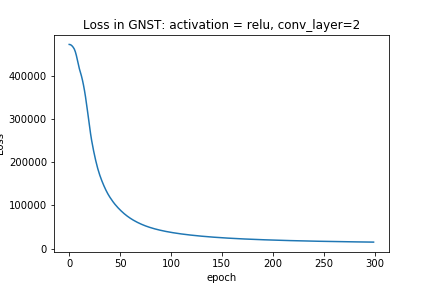 Loss in GNST: activation = relu, conv_layer=2
400000
300000
200000
100000
0
Loss
0 50 100 150 200 250 300
epoch